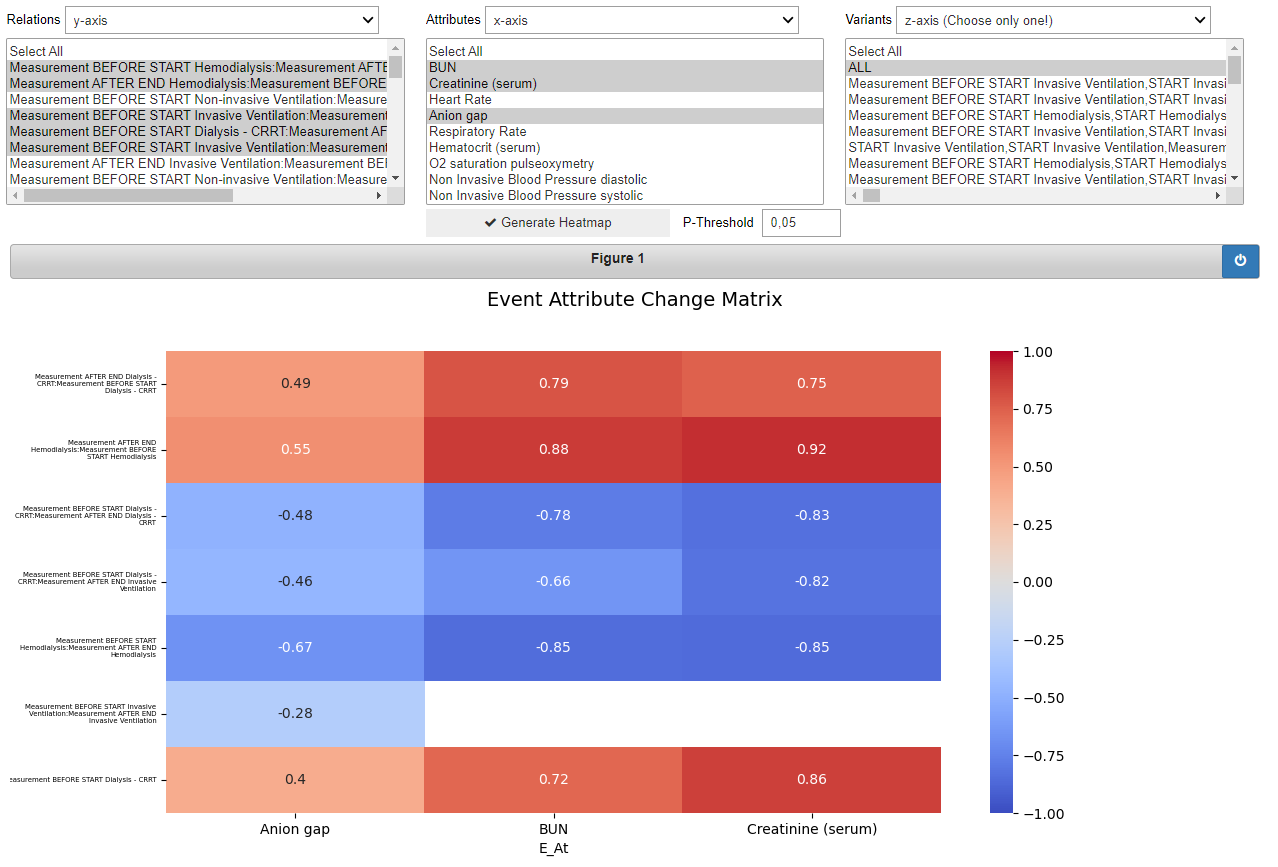 Relations y-axis
Attributes x-axis
Variants z-axis (Choose only one!)
Select All
Measurement BEFORE START Hemodialysis:Measurement AFTE
Measurement AFTER END Hemodialysis:Measurement BEFORE
Measurement BEFORE START Non-invasive Ventilation:Measure
Measurement BEFORE START Invasive Ventilation:Measurement
Measurement BEFORE START Dialysis - CRRT:Measurement AF
Measurement BEFORE START Invasive Ventilation:Measurement
Measurement AFTER END Invasive Ventilation:Measurement BEI
Measurement BEFORE START Non-invasive Ventilation:Measure
Select All
BUN
Creatinine (serum)
Heart Rate
Anion gap
Respiratory Rate
Hematocrit (serum)
O2 saturation pulseoxymetry
Non Invasive Blood Pressure diastolic
Non Invasive Blood Pressure systolic
Select All
ALL
Measurement BEFORE START Invasive Ventilation,START Invasi
Measurement BEFORE START Invasive Ventilation,START Invasi
Measurement BEFORE START Hemodialysis,START Hemodialys
Measurement BEFORE START Invasive Ventilation,START Invasi
START Invasive Ventilation,START Invasive Ventilation,Measurem
Measurement BEFORE START Hemodialysis,START Hemodialys
Measurement BEFORE START Invasive Ventilation,START Invasi
Generate Heatmap
P-Threshold 0,05
Figure 1
Event Attribute Change Matrix
Measurement AFTER END Dialysis -
CRRT:Measurement BEFORE START
Dialysis - CRRT
0.49 0.79 0.75
Measurement AFTER END
Hemodialysis:Measurement BEFORE
START Hemodialysis
0.55 0.88 0.92
Measurement BEFORE START Dialysis -
CRRT:Measurement AFTER END Dialysis -
CRRT
-0.48 -0.78 -0.83
Measurement BEFORE START Dialysis -
CRRT:Measurement AFTER END Invasive
Ventilation
-0.46 -0.66 -0.82
Measurement BEFORE START
Hemodialysis:Measurement AFTER END
Hemodialysis
-0.67 -0.85 -0.85
Measurement BEFORE START Invasive
Ventilation:Measurement AFTER END
Invasive Ventilation
-0.28
easurement BEFORE START Dialysis - CRRT
0.4 0.72 0.86
Anion gap BUN Creatinine (serum)
E_At
1.00
0.75
0.50
0.25
0.00
−0.25
−0.50
−0.75
−1.00